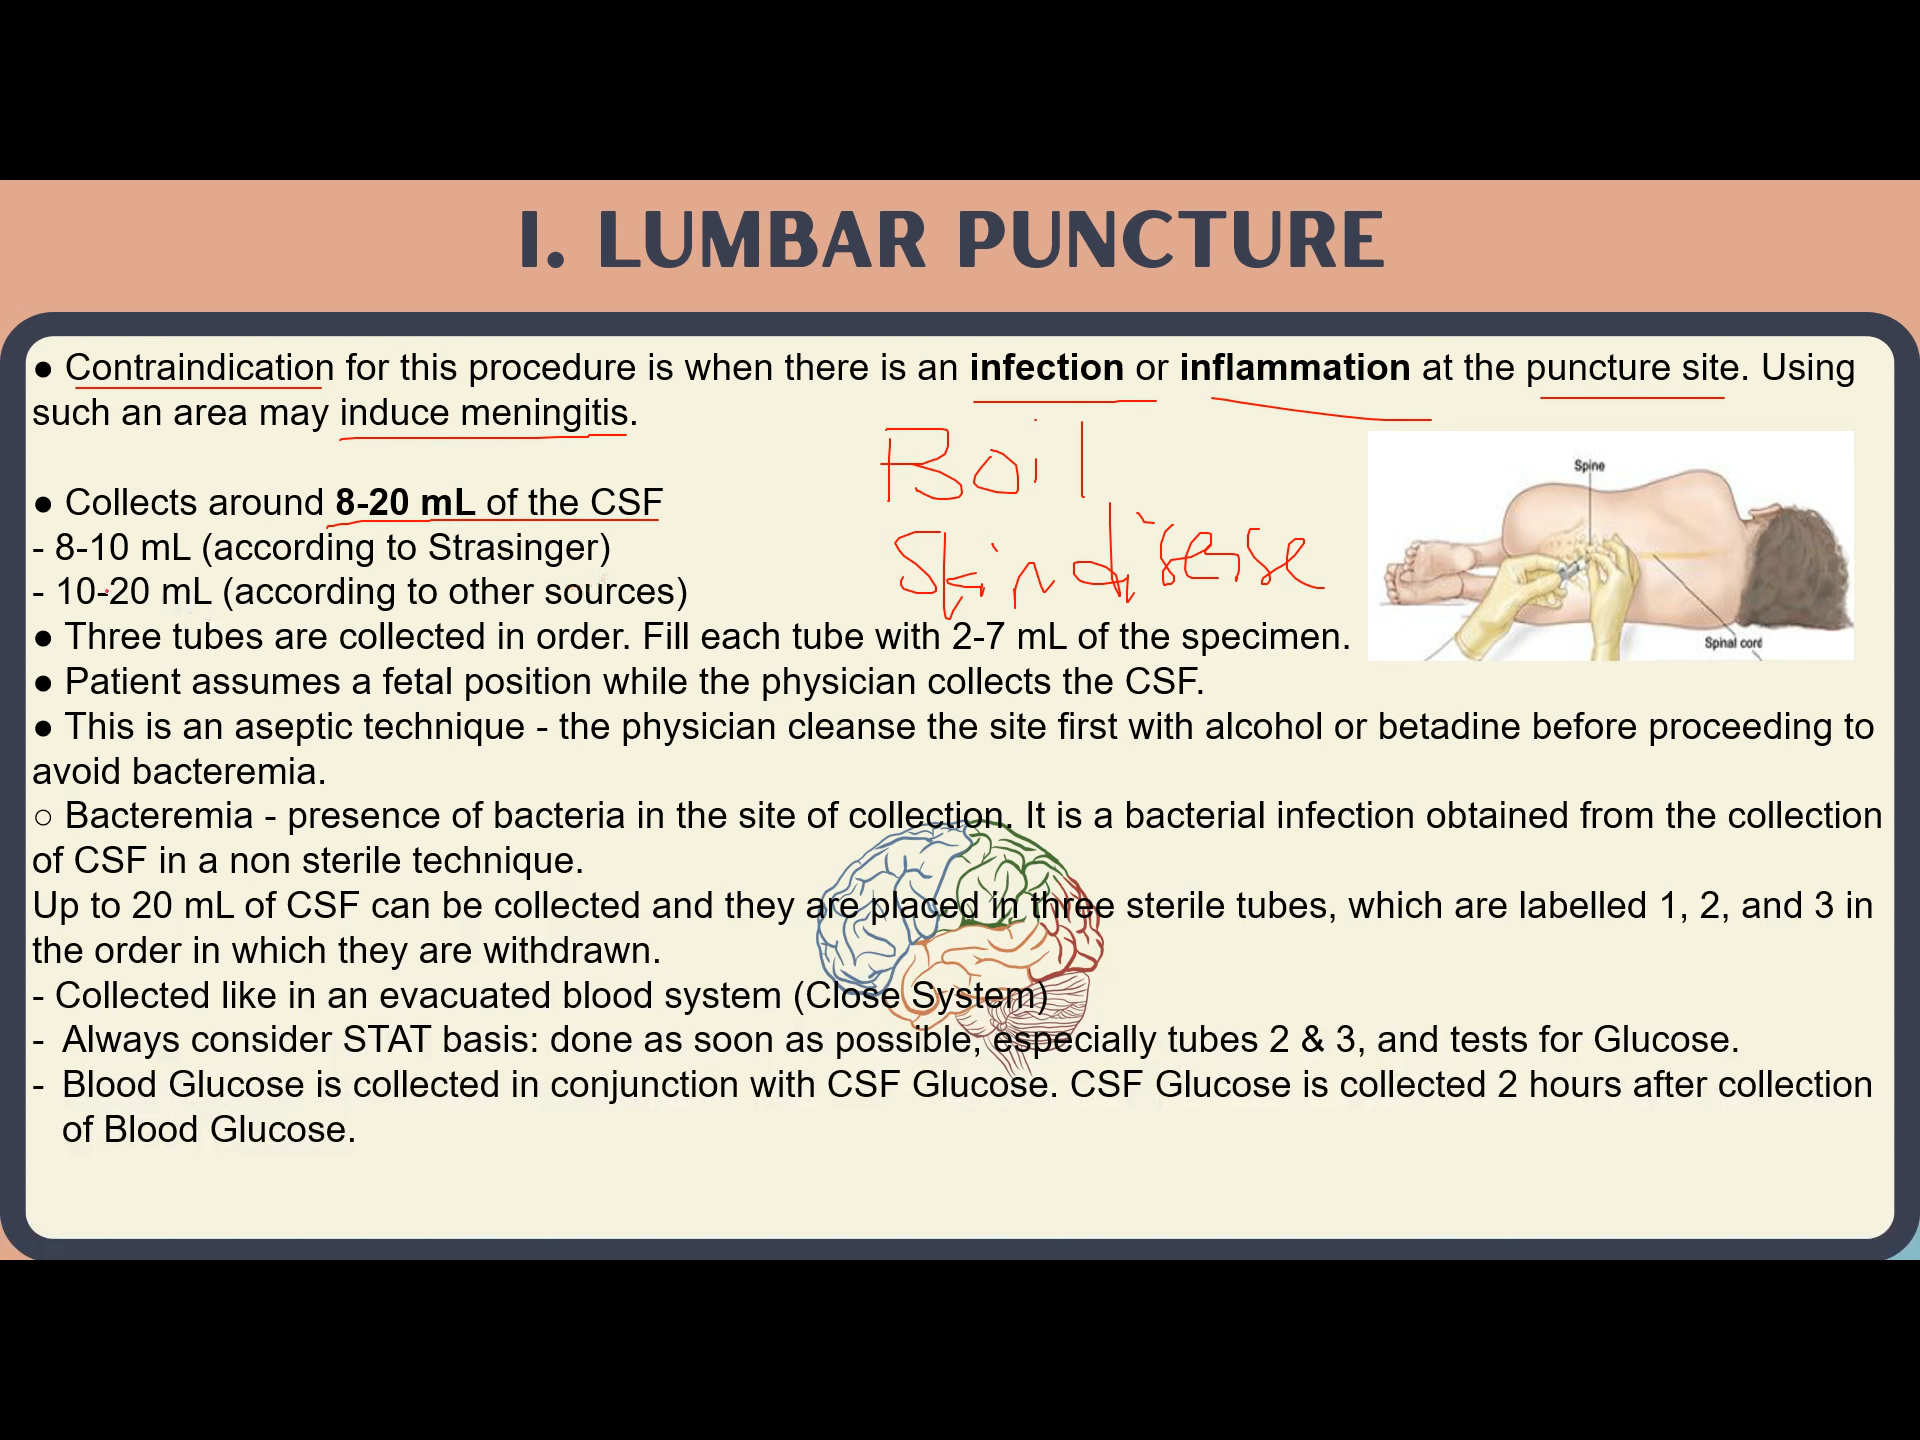 I. LUMBAR PUNCTURE
● Contraindication for this procedure is when there is an infection or inflammation at the puncture site. Using
such an area may induce meningitis.
Boil
● Collects around 8-20 mL of the CSF
Skin disease
- 8-10 mL (according to Strasinger)
- 10-20 mL (according to other sources)
Spine
Spinal cord
● Three tubes are collected in order. Fill each tube with 2-7 mL of the specimen.
● Patient assumes a fetal position while the physician collects the CSF.
● This is an aseptic technique - the physician cleanse the site first with alcohol or betadine before proceeding to
avoid bacteremia.
○ Bacteremia - presence of bacteria in the site of collection. It is a bacterial infection obtained from the collection
of CSF in a non sterile technique.
Up to 20 mL of CSF can be collected and they are placed in three sterile tubes, which are labelled 1, 2, and 3 in
the order in which they are withdrawn.
- Collected like in an evacuated blood system (Close System)
- Always consider STAT basis: done as soon as possible, especially tubes 2 & 3, and tests for Glucose.
- Blood Glucose is collected in conjunction with CSF Glucose. CSF Glucose is collected 2 hours after collection
of Blood Glucose.